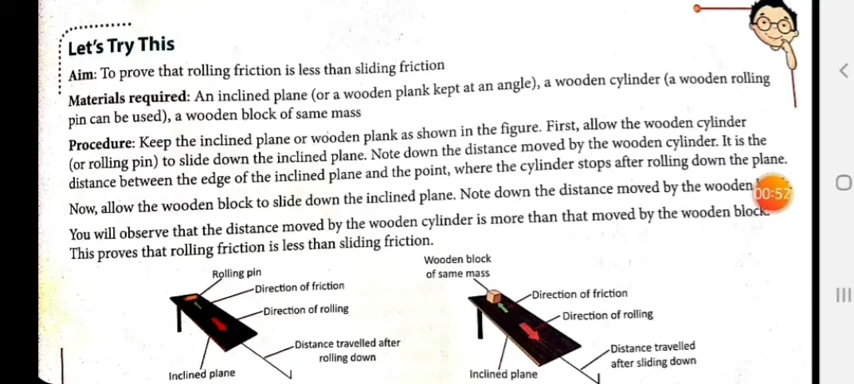 Let's Try This
Aim: To prove that rolling friction is less than sliding friction
Materials required: An inclined plane (or a wooden plank kept at an angle), a wooden cylinder (a wooden rolling
pin can be used), a wooden block of same mass
Procedure: Keep the inclined plane or wooden plank as shown in the figure. First, allow the wooden cylinder
(or rolling pin) to slide down the inclined plane. Note down the distance moved by the wooden cylinder. It is the
distance between the edge of the inclined plane and the point, where the cylinder stops after rolling down the plane.
Now, allow the wooden block to slide down the inclined plane. Note down the distance moved by the wooden
00:52
You will observe that the distance moved by the wooden cylinder is more than that moved by the wooden block.
This proves that rolling friction is less than sliding friction.
Rolling pin
Direction of friction
Direction of rolling
Distance travelled after
rolling down
Inclined plane
Wooden block
of same mass
Direction of friction
Direction of rolling
Distance travelled
after sliding down
Inclined plane